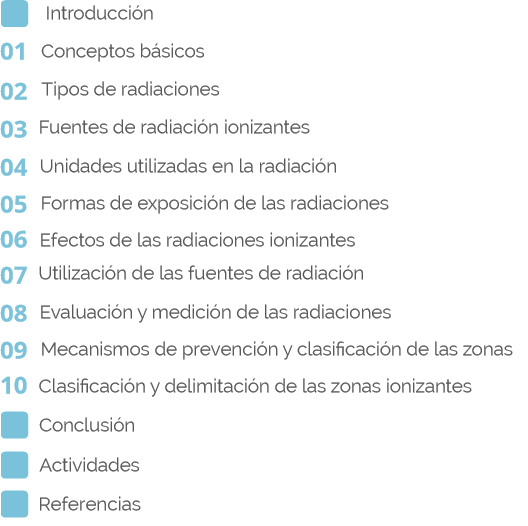 Introducción
01 Conceptos básicos
02 Tipos de radiaciones
03 Fuentes de radiación ionizantes
04 Unidades utilizadas en la radiación
05 Formas de exposición de las radiaciones
06 Efectos de las radiaciones ionizantes
07 Utilización de las fuentes de radiación
08 Evaluación y medición de las radiaciones
09 Mecanismos de prevención y clasificación de las zonas
10 Clasificación y delimitación de las zonas ionizantes
Conclusión
Actividades
Referencias